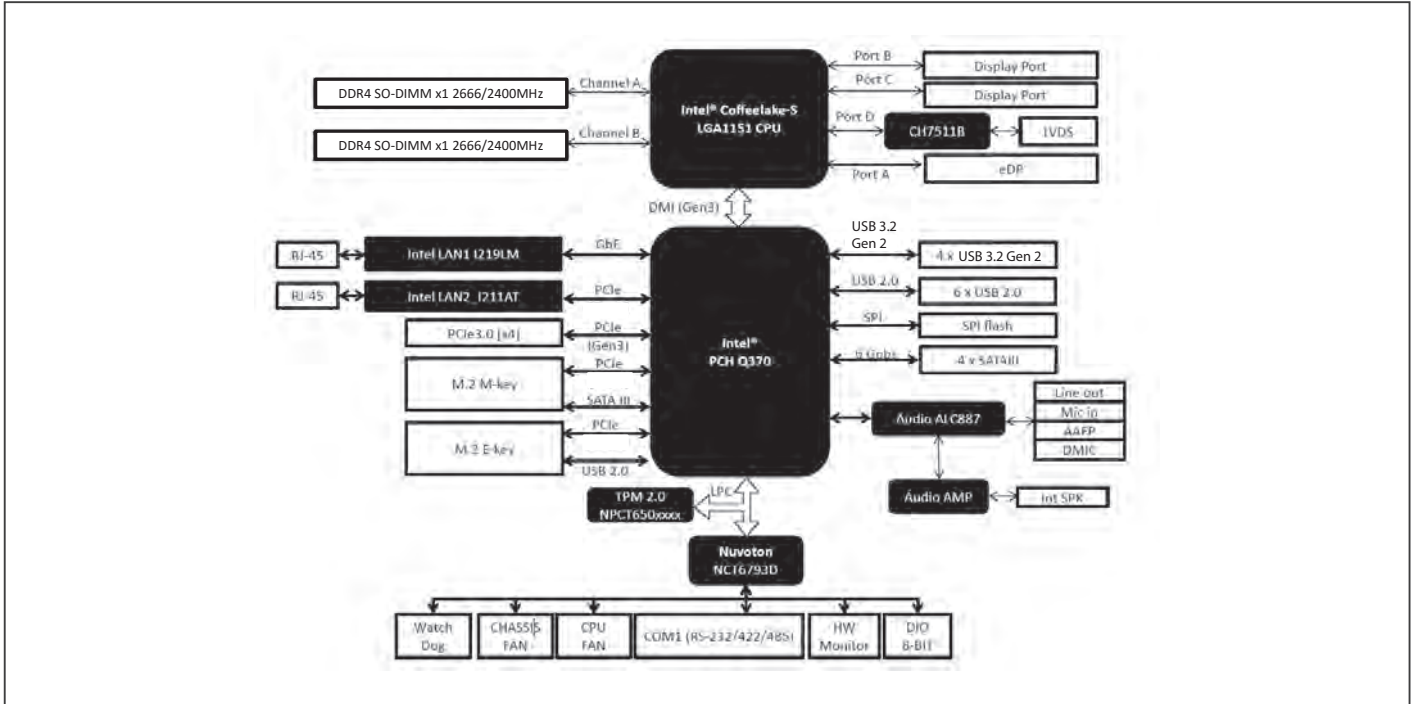 Port B
Display Port
Port C
Display Port
DDR4 SO-DIMM x1 2666/2400MHz
Channel A
Intel® Coffeelake-S
LGA1151 CPU
Port D
CH7511B
LVDS
DDR4 SO-DIMM x1 2666/2400MHz
Channel B
Port A
eDP
DMI (Gen3)
USB 3.2
Gen 2
4 x USB 3.2 Gen 2
RJ-45
Intel LAN1 I219LM
GbE
USB 2.0
6 x USB 2.0
RJ-45
Intel LAN2_I211AT
PCIe
SPI
SPI flash
PCIe3.0 [x4]
PCIe
(Gen3)
Intel®
PCH Q370
6 Gbps
4 x SATAIII
M.2 M-key
PCIe
SATA III
Audio ALC887
Line out
Mic in
AAFP
DMIC
M.2 E-key
PCIe
USB 2.0
Audio AMP
Int SPK
TPM 2.0
NPCT650xxxx
LPC
Nuvoton
NCT6793D
Watch
Dog
CHASSIS
FAN
CPU
FAN
COM1 (RS-232/422/485)
HW
Monitor
DIO
8-BIT